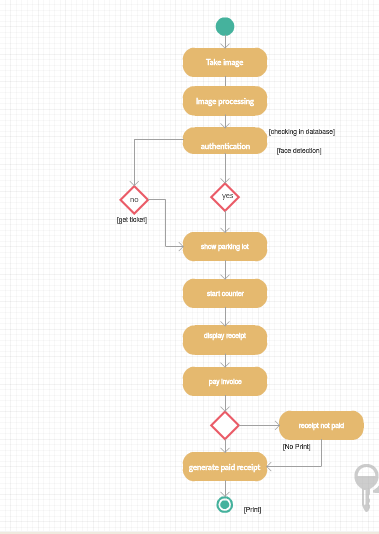 Take image
Image processing
[checking in database]
authentication
[face detection]
no
yes
[get ticket]
show parking lot
start counter
display receipt
pay invoice
receipt not paid
[No Print]
generate paid receipt
[Print]